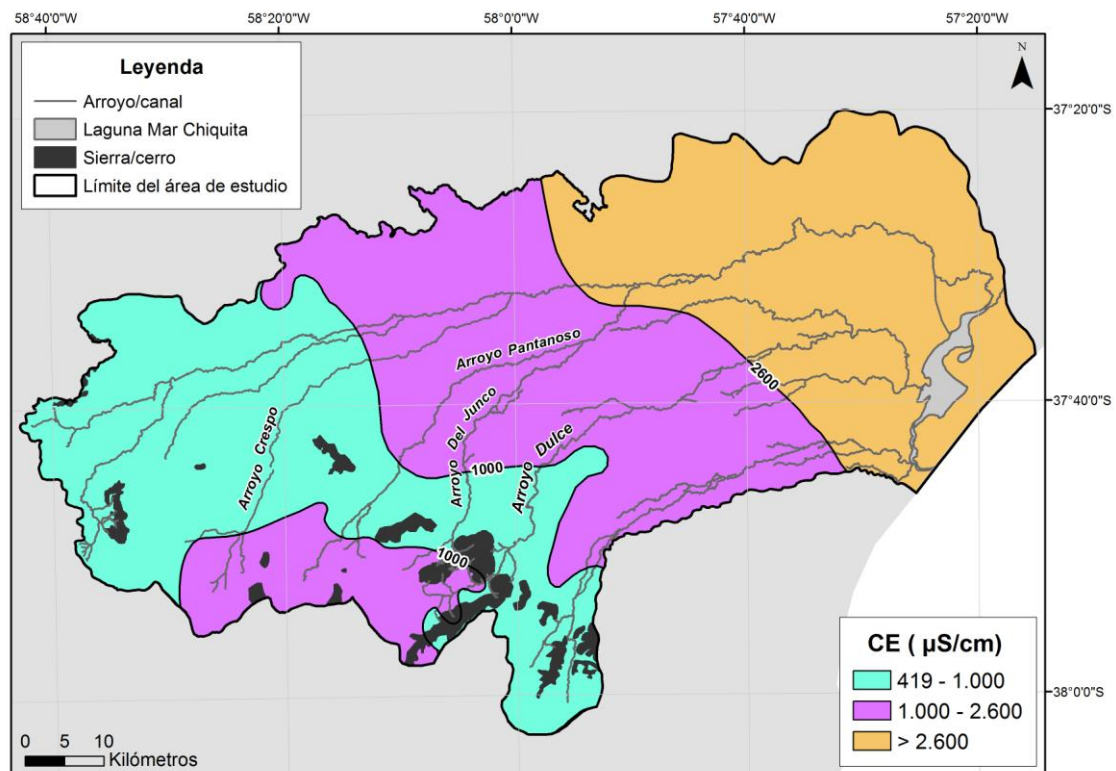 58°40'0"W
58°20'0"W
58°0'0"W
57°40'0"W
57°20'0"W
Leyenda
Arroyo/canal
Laguna Mar Chiquita
Sierra/cerro
Límite del área de estudio
N
37°20'0"S
37°40'0"S
38°0'0"S
Arroyo Pantanoso
2600
Arroyo Crespo
Arroyo Del Junco
Arroyo Dulce
1000
1000
CE ( µS/cm)
419 - 1.000
1.000 - 2.600
> 2.600
0 5 10
Kilómetros